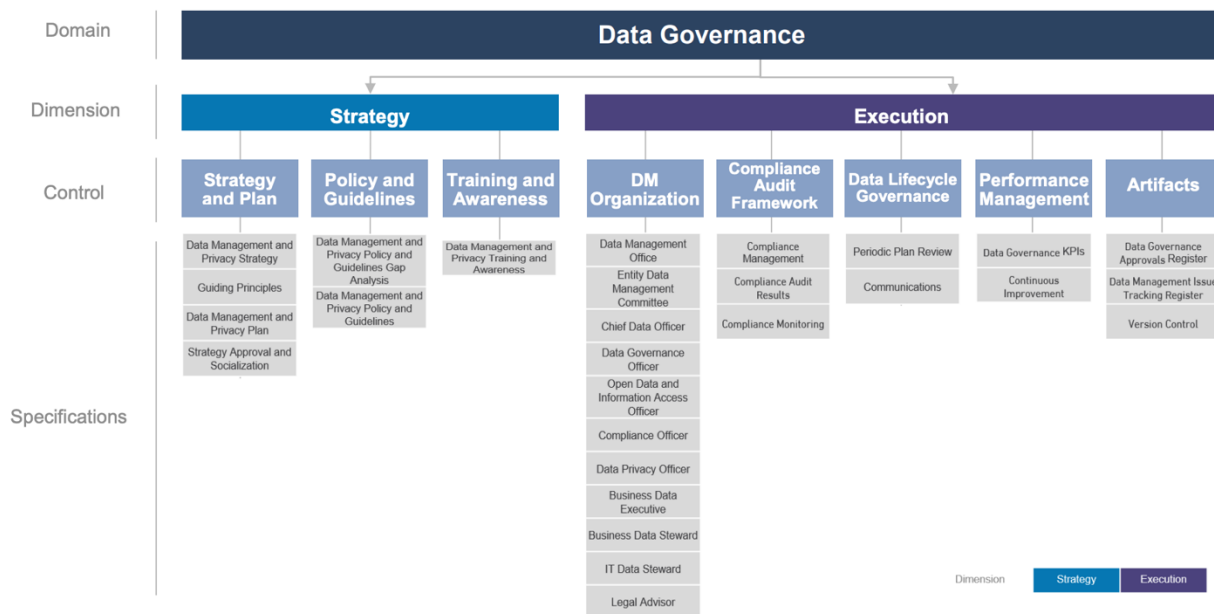 Domain
Data Governance
Dimension
Strategy
Execution
Control
Strategy
and Plan
Policy and
Guidelines
Training and
Awareness
DM
Organization
Compliance
Audit
Framework
Data Lifecycle
Governance
Performance
Management
Artifacts
Specifications
Data Management and
Privacy Strategy
Guiding Principles
Data Management and
Privacy Plan
Strategy Approval and
Socialization
Data Management and
Privacy Policy and
Guidelines Gap
Analysis
Data Management and
Privacy Policy and
Guidelines
Data Management and
Privacy Training and
Awareness
Data Management
Office
Entity Data
Management
Committee
Chief Data Officer
Data Governance
Officer
Open Data and
Information Access
Officer
Compliance Officer
Data Privacy Officer
Business Data
Executive
Business Data Steward
IT Data Steward
Legal Advisor
Compliance
Management
Compliance Audit
Results
Compliance Monitoring
Periodic Plan Review
Communications
Data Governance KPIs
Continuous
Improvement
Data Governance
Approvals Register
Data Management Issue
Tracking Register
Version Control
Dimension
Strategy
Execution